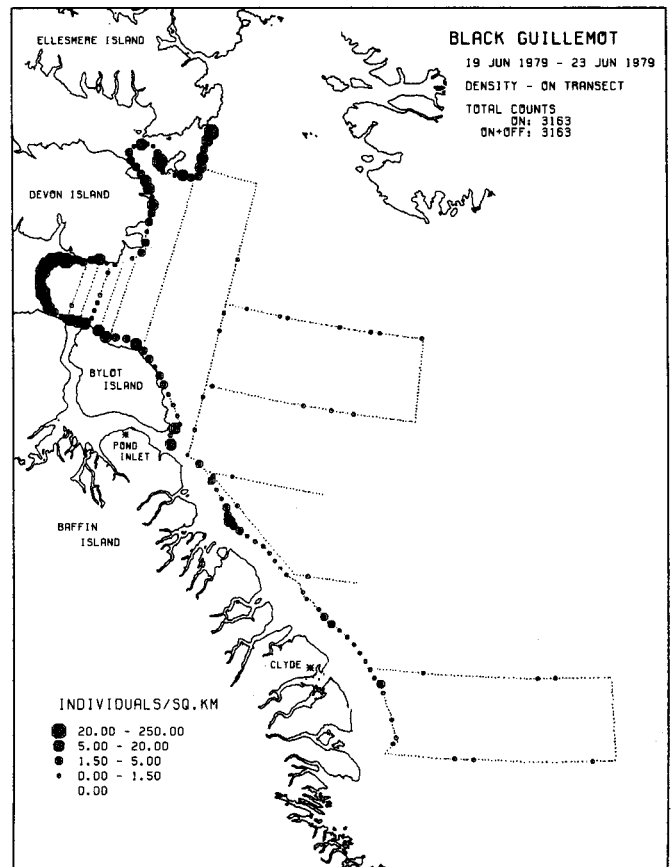 ELLESMERE ISLAND
BLACK GUILLEMOT
19 JUN 1979 - 23 JUN 1979
DENSITY - ON TRANSECT
TOTAL COUNTS
ON: 3163
ON+OFF: 3163
DEVON ISLAND
BYLOT
ISLAND
POND
INLET
BAFFIN
ISLAND
CLYDE
INDIVIDUALS/SQ.KM
20.00 - 250.00
5.00 - 20.00
1.50 - 5.00
0.00 - 1.50
0.00